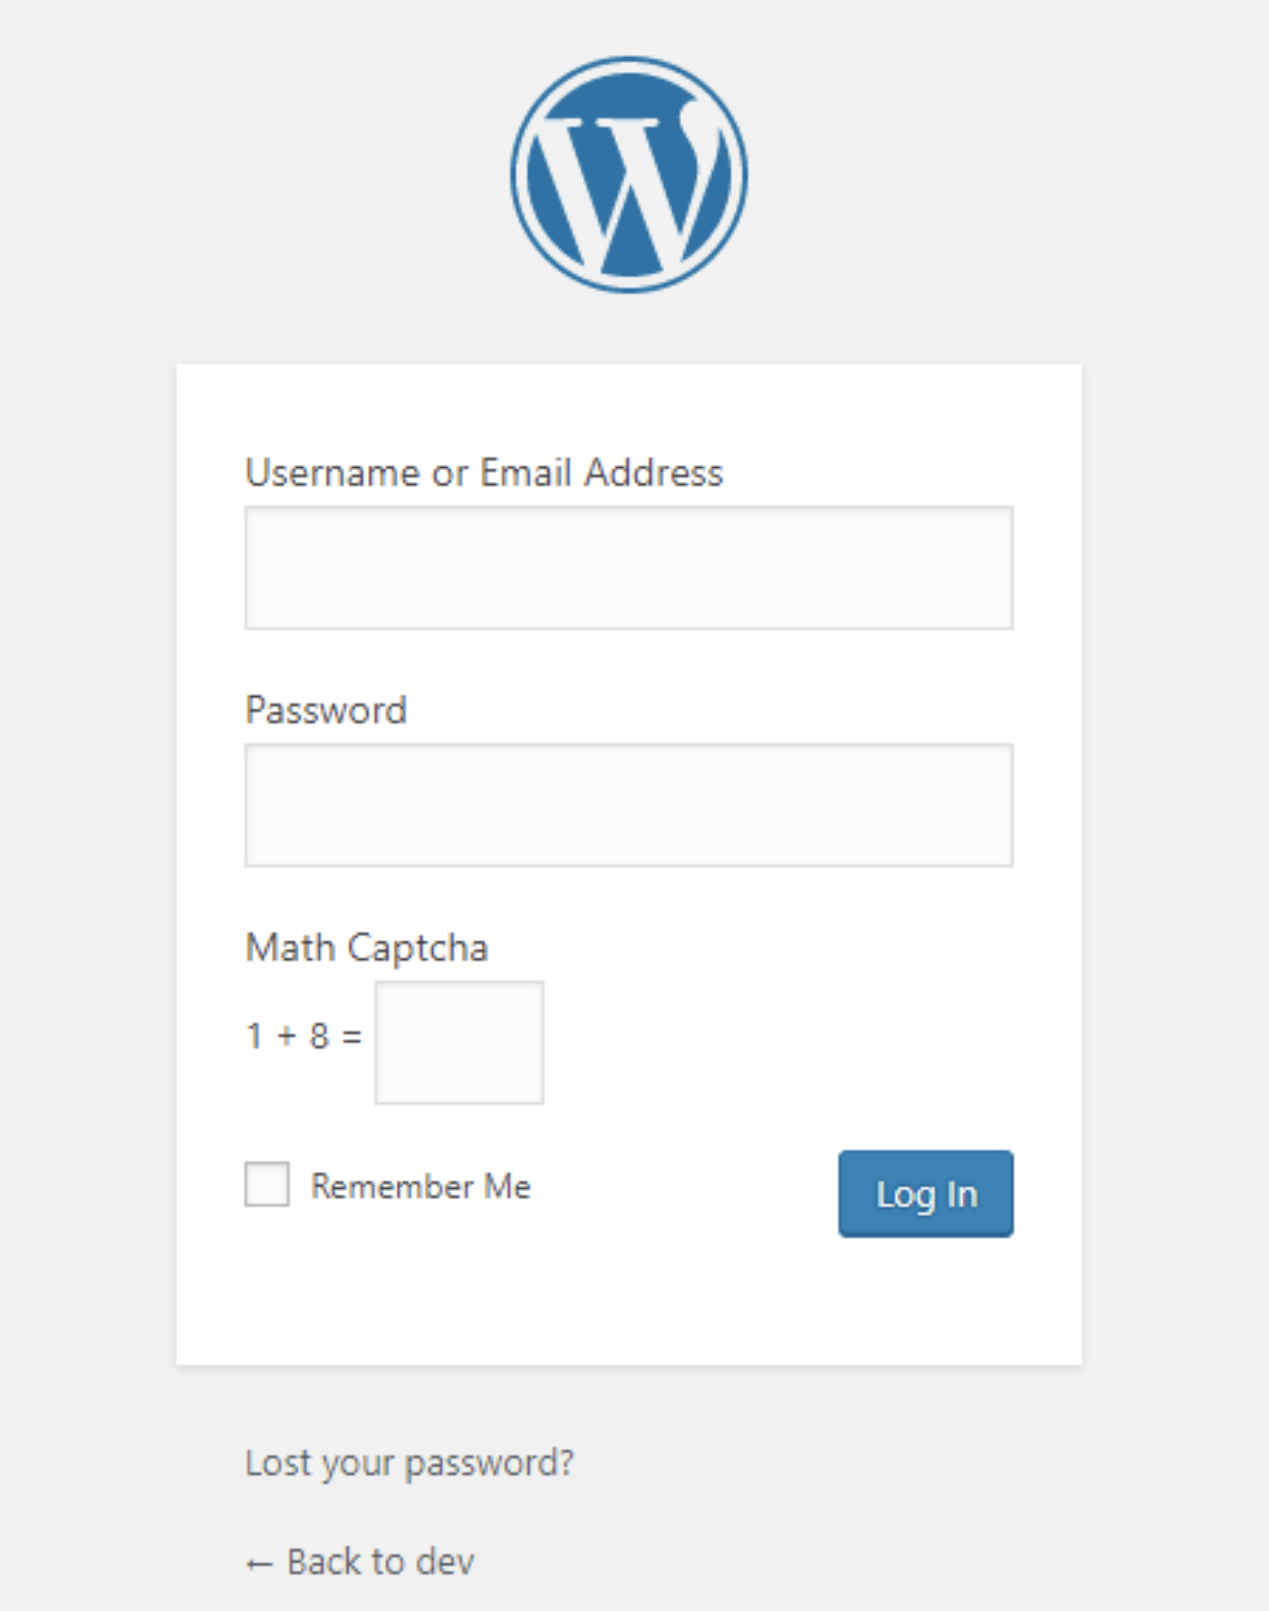 Username or Email Address
Password
Math Captcha
1 + 8 =
Remember Me
Log In
Lost your password?
← Back to dev